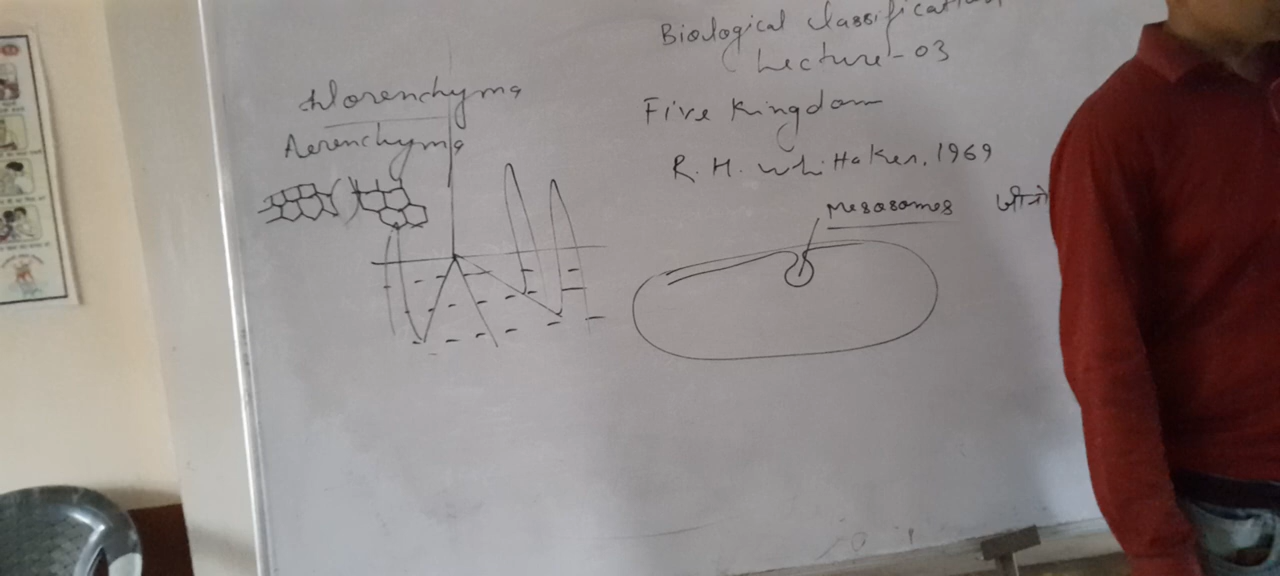 Chlorenchyma
Aerenchyma
Biological Classification
Lecture-03
Five Kingdom
R. H. Whittaker, 1969
Mesosomes